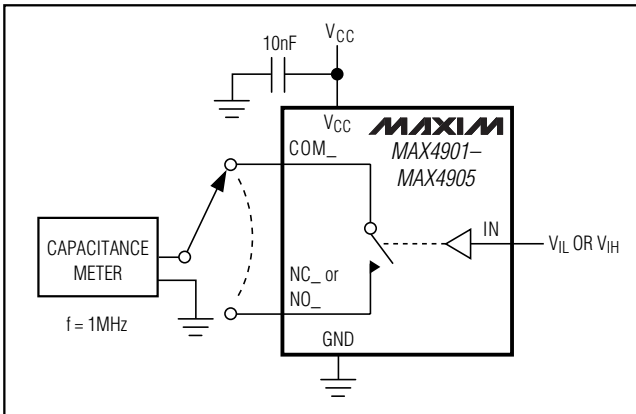 10nF
VCC
VCC
MAXIM
MAX4901–
MAX4905
COM_
IN
VIL OR VIH
CAPACITANCE
METER
NC_ or
NO_
f = 1MHz
GND